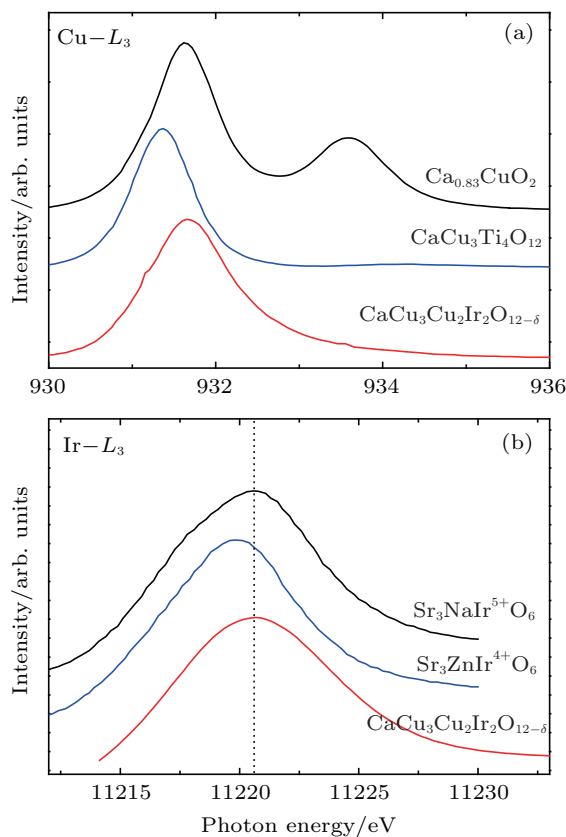 (a)
Cu−L₃
Intensity/arb. units
Ca₀.₈₃CuO₂
CaCu₃Ti₄O₁₂
CaCu₃Cu₂Ir₂O₁₂₋δ
930 932 934 936
(b)
Ir−L₃
Intensity/arb. units
Sr₃NaIr⁵⁺O₆
Sr₃ZnIr⁴⁺O₆
CaCu₃Cu₂Ir₂O₁₂₋δ
11215 11220 11225 11230
Photon energy/eV